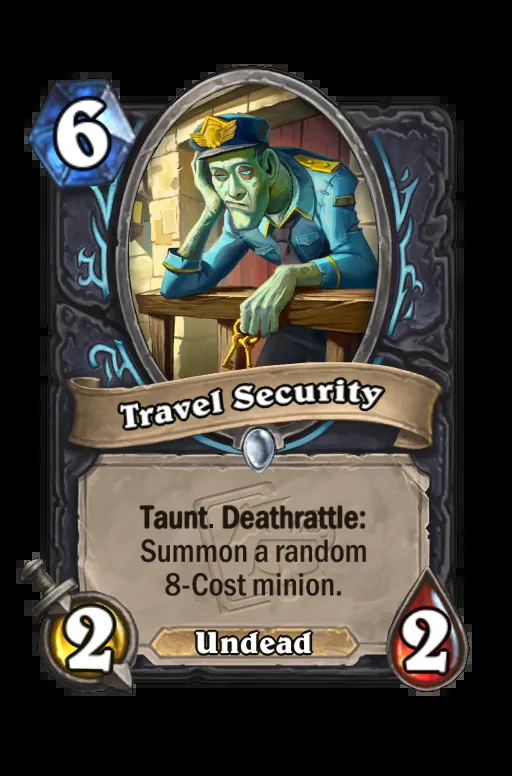 6
Travel Security
Taunt. Deathrattle:
Summon a random
8-Cost minion.
2
Undead
2